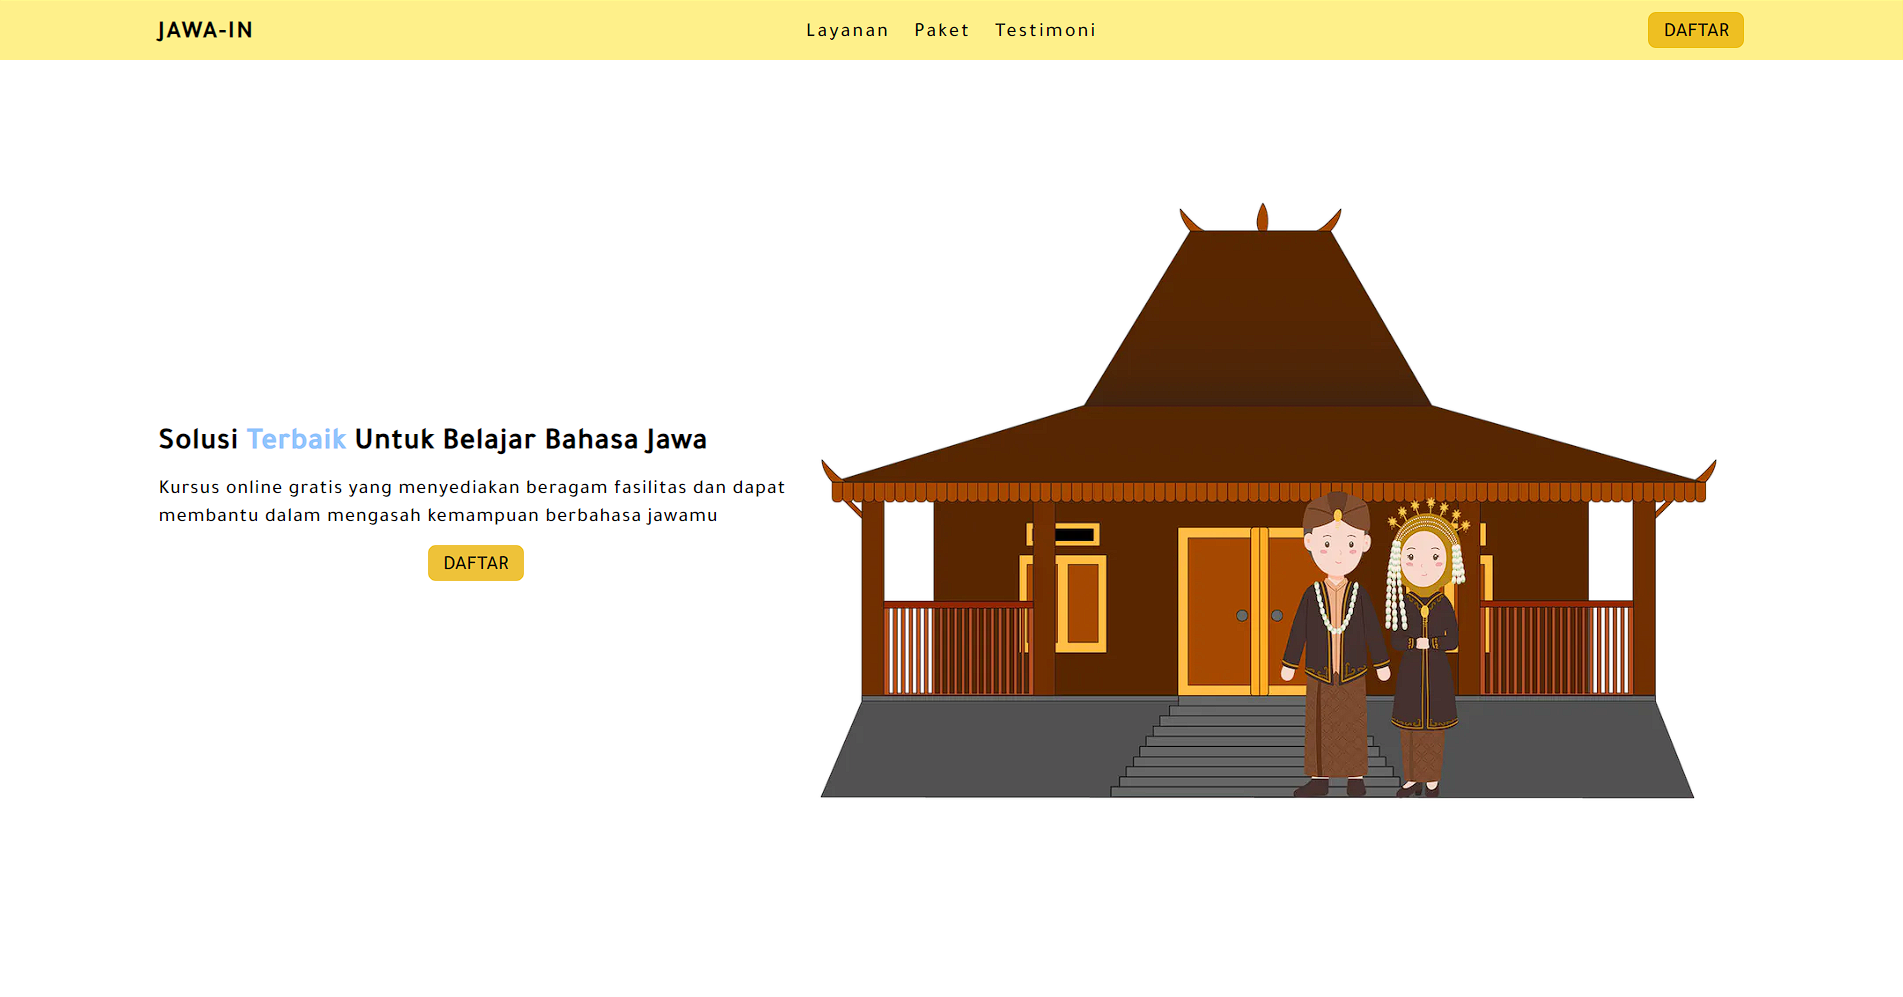 JAWA-IN
Layanan Paket Testimoni
DAFTAR
Solusi Terbaik Untuk Belajar Bahasa Jawa
Kursus online gratis yang menyediakan beragam fasilitas dan dapat
membantu dalam mengasah kemampuan berbahasa jawamu
DAFTAR